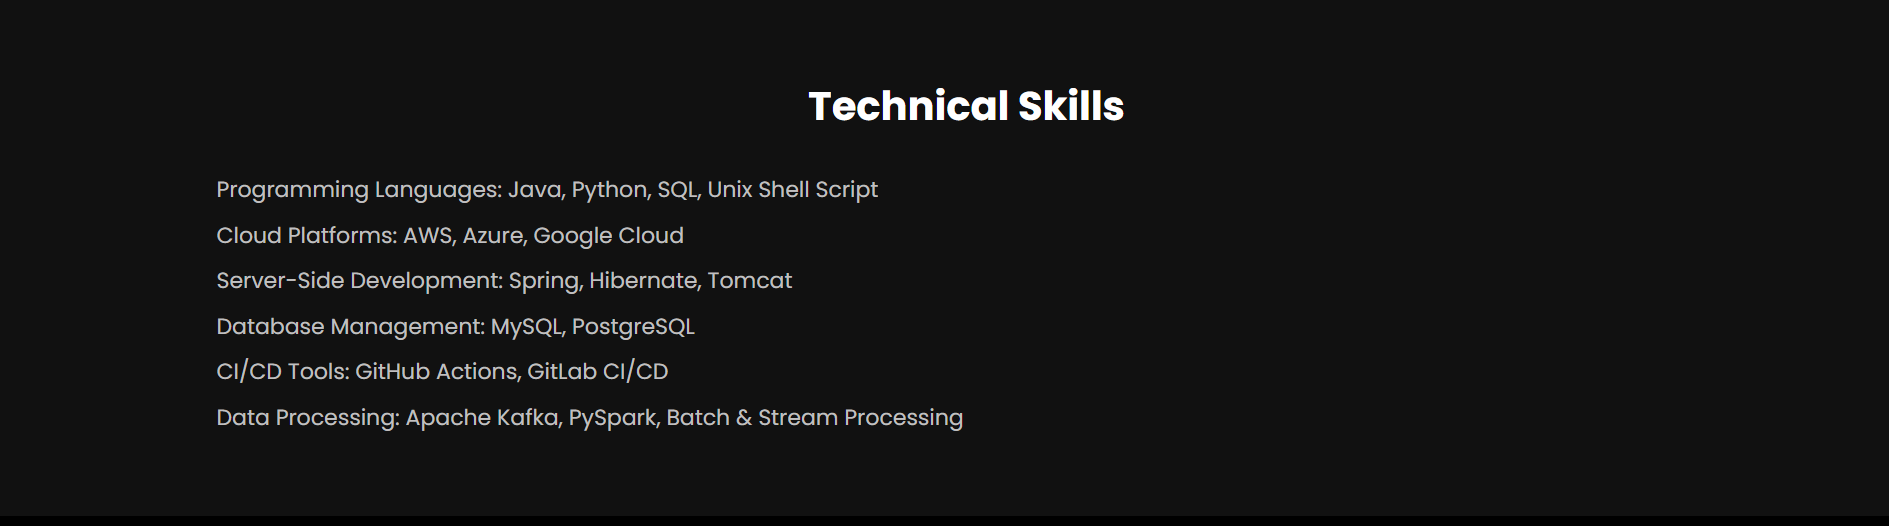 Technical Skills
Programming Languages: Java, Python, SQL, Unix Shell Script
Cloud Platforms: AWS, Azure, Google Cloud
Server-Side Development: Spring, Hibernate, Tomcat
Database Management: MySQL, PostgreSQL
CI/CD Tools: GitHub Actions, GitLab CI/CD
Data Processing: Apache Kafka, PySpark, Batch & Stream Processing